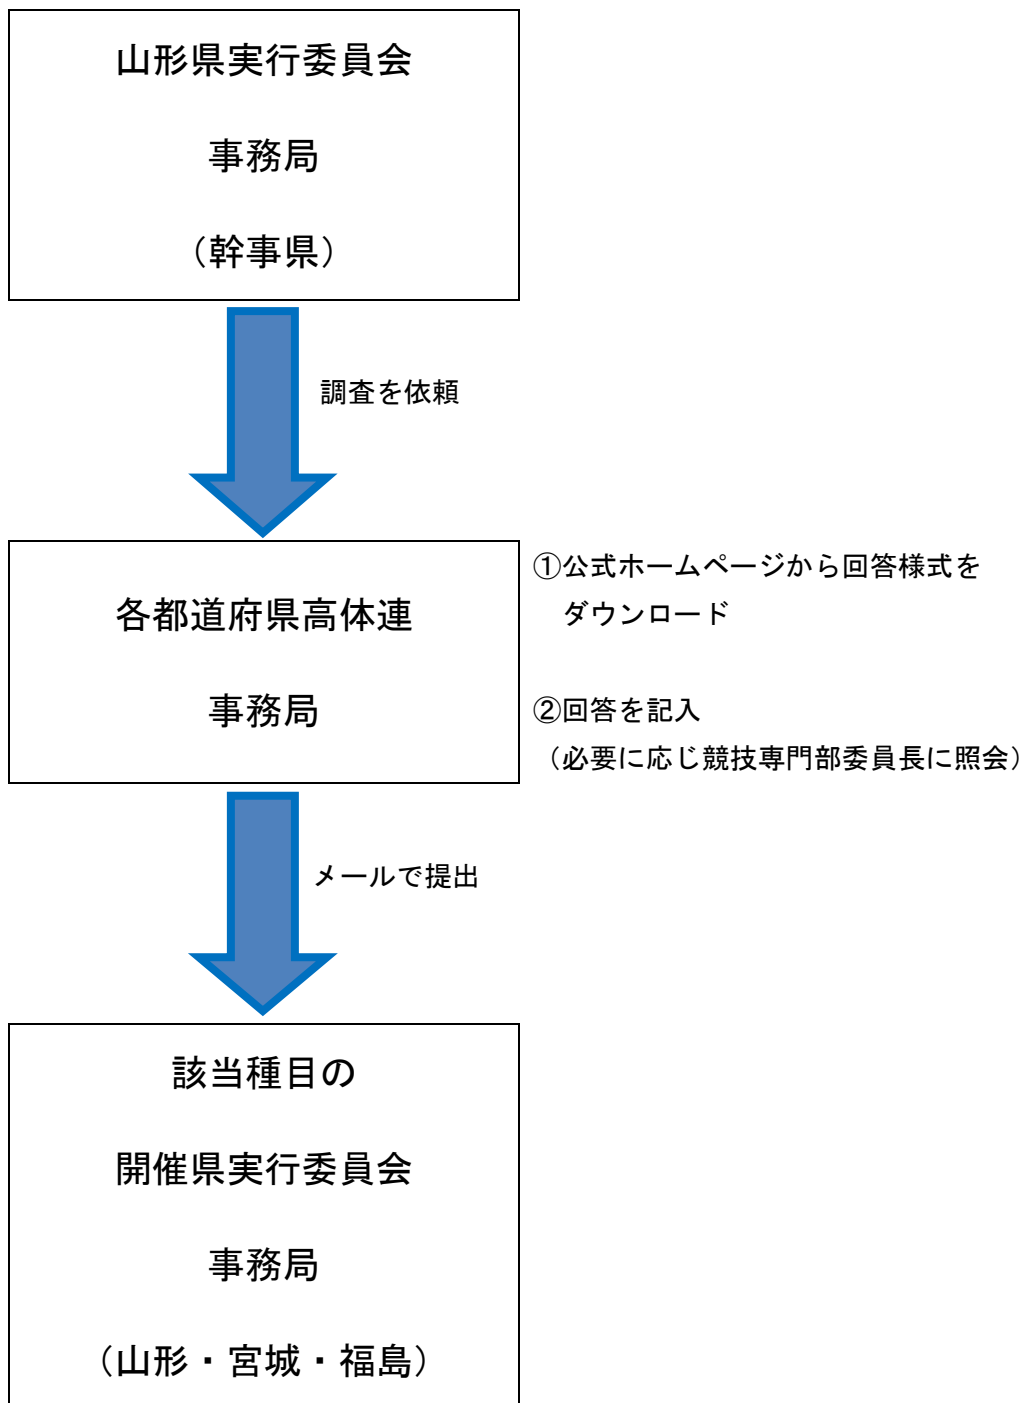 山形県実行委員会
事務局
（幹事県）
調査を依頼
各都道府県高体連
事務局
①公式ホームページから回答様式を
ダウンロード
②回答を記入
（必要に応じ競技専門部委員長に照会）
メールで提出
該当種目の
開催県実行委員会
事務局
（山形・宮城・福島）